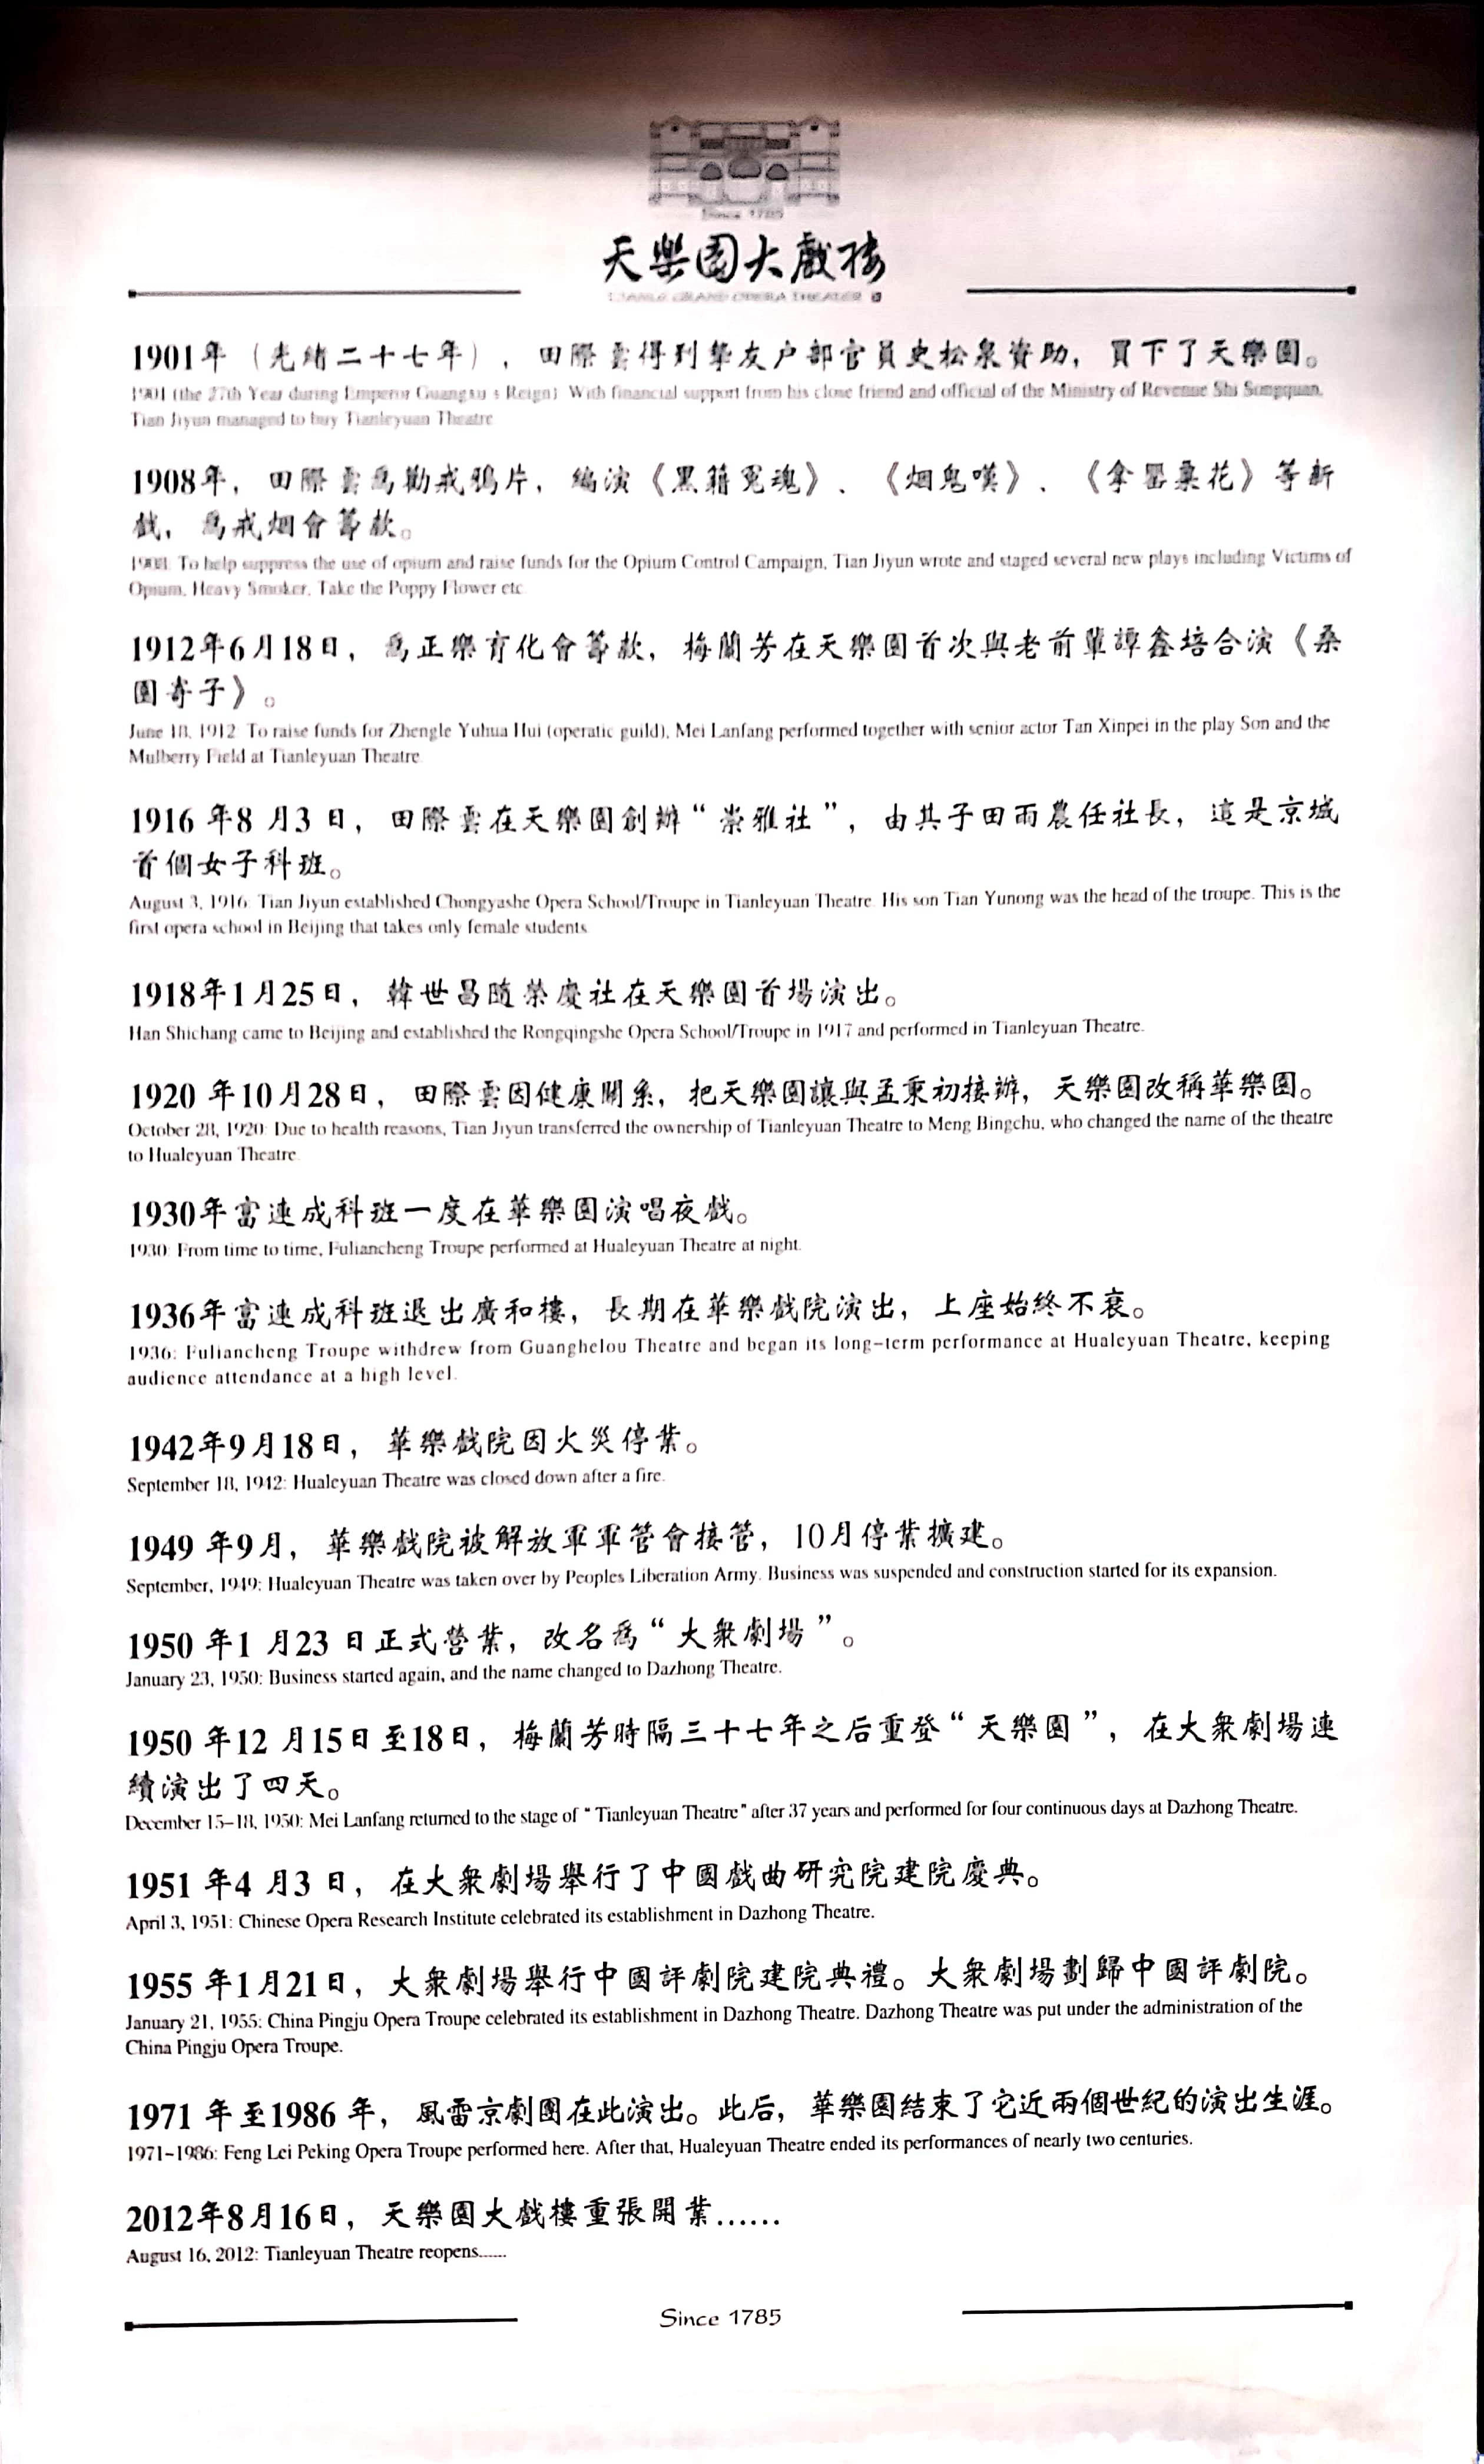 Since 1785
天樂園大戲樓
TIANLE GRAND OPERA THEATER
1901年（光緒二十七年），田際雲得到摯友户部官員史松泉資助，買下了天樂園。
1901 (the 27th Year during Emperor Guangxu's Reign): With financial support from his close friend and official of the Ministry of Revenue Shi Songquan,
Tian Jiyun managed to buy Tianleyuan Theatre.
1908年，田際雲爲勸戒鴉片，編演《黑籍冤魂》、《烟鬼嘆》、《拿罌粟花》等新
戲，爲戒烟會籌款。
1908: To help suppress the use of opium and raise funds for the Opium Control Campaign, Tian Jiyun wrote and staged several new plays including Victims of
Opium, Heavy Smoker, Take the Poppy Flower etc.
1912年6月18日，爲正樂育化會籌款，梅蘭芳在天樂園首次與老前輩譚鑫培合演《桑
園寄子》。
June 18, 1912: To raise funds for Zhengle Yuhua Hui (operatic guild), Mei Lanfang performed together with senior actor Tan Xinpei in the play Son and the
Mulberry Field at Tianleyuan Theatre.
1916 年8 月3 日，田際雲在天樂園創辦“崇雅社”，由其子田雨農任社長，這是京城
首個女子科班。
August 3, 1916: Tian Jiyun established Chongyashe Opera School/Troupe in Tianleyuan Theatre. His son Tian Yunong was the head of the troupe. This is the
first opera school in Beijing that takes only female students.
1918年1月25日，韓世昌隨榮慶社在天樂園首場演出。
Han Shichang came to Beijing and established the Rongqingshe Opera School/Troupe in 1917 and performed in Tianleyuan Theatre.
1920 年10月28日，田際雲因健康關系，把天樂園讓與孟秉初接辦，天樂園改稱華樂園。
October 28, 1920: Due to health reasons, Tian Jiyun transferred the ownership of Tianleyuan Theatre to Meng Bingchu, who changed the name of the theatre
to Hualeyuan Theatre.
1930年富連成科班一度在華樂園演唱夜戲。
1930: From time to time, Fuliancheng Troupe performed at Hualeyuan Theatre at night.
1936年富連成科班退出廣和樓，長期在華樂戲院演出，上座始終不衰。
1936: Fuliancheng Troupe withdrew from Guanghelou Theatre and began its long-term performance at Hualeyuan Theatre, keeping
audience attendance at a high level.
1942年9月18日，華樂戲院因火災停業。
September 18, 1942: Hualeyuan Theatre was closed down after a fire.
1949 年9月，華樂戲院被解放軍軍管會接管，10月停業擴建。
September, 1949: Hualeyuan Theatre was taken over by Peoples Liberation Army. Business was suspended and construction started for its expansion.
1950 年1 月23 日正式營業，改名爲“大衆劇場”。
January 23, 1950: Business started again, and the name changed to Dazhong Theatre.
1950 年12 月15日至18日，梅蘭芳時隔三十七年之后重登“天樂園”，在大衆劇場連
續演出了四天。
December 15-18, 1950: Mei Lanfang returned to the stage of “Tianleyuan Theatre” after 37 years and performed for four continuous days at Dazhong Theatre.
1951 年4 月3 日，在大衆劇場舉行了中國戲曲研究院建院慶典。
April 3, 1951: Chinese Opera Research Institute celebrated its establishment in Dazhong Theatre.
1955 年1月21日，大衆劇場舉行中國評劇院建院典禮。大衆劇場劃歸中國評劇院。
January 21, 1955: China Pingju Opera Troupe celebrated its establishment in Dazhong Theatre. Dazhong Theatre was put under the administration of the
China Pingju Opera Troupe.
1971 年至1986 年，風雷京劇團在此演出。此后，華樂園結束了它近兩個世紀的演出生涯。
1971-1986: Feng Lei Peking Opera Troupe performed here. After that, Hualeyuan Theatre ended its performances of nearly two centuries.
2012年8月16日，天樂園大戲樓重張開業……
August 16, 2012: Tianleyuan Theatre reopens......
Since 1785